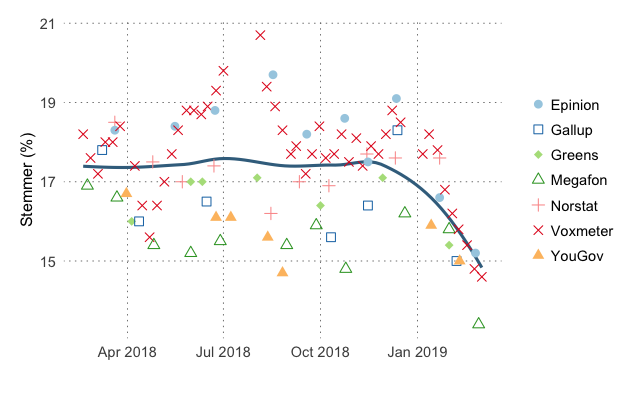 Stemmer (%)
21
19
17
15
Apr 2018
Jul 2018
Oct 2018
Jan 2019
Epinion
Gallup
Greens
Megafon
Norstat
Voxmeter
YouGov